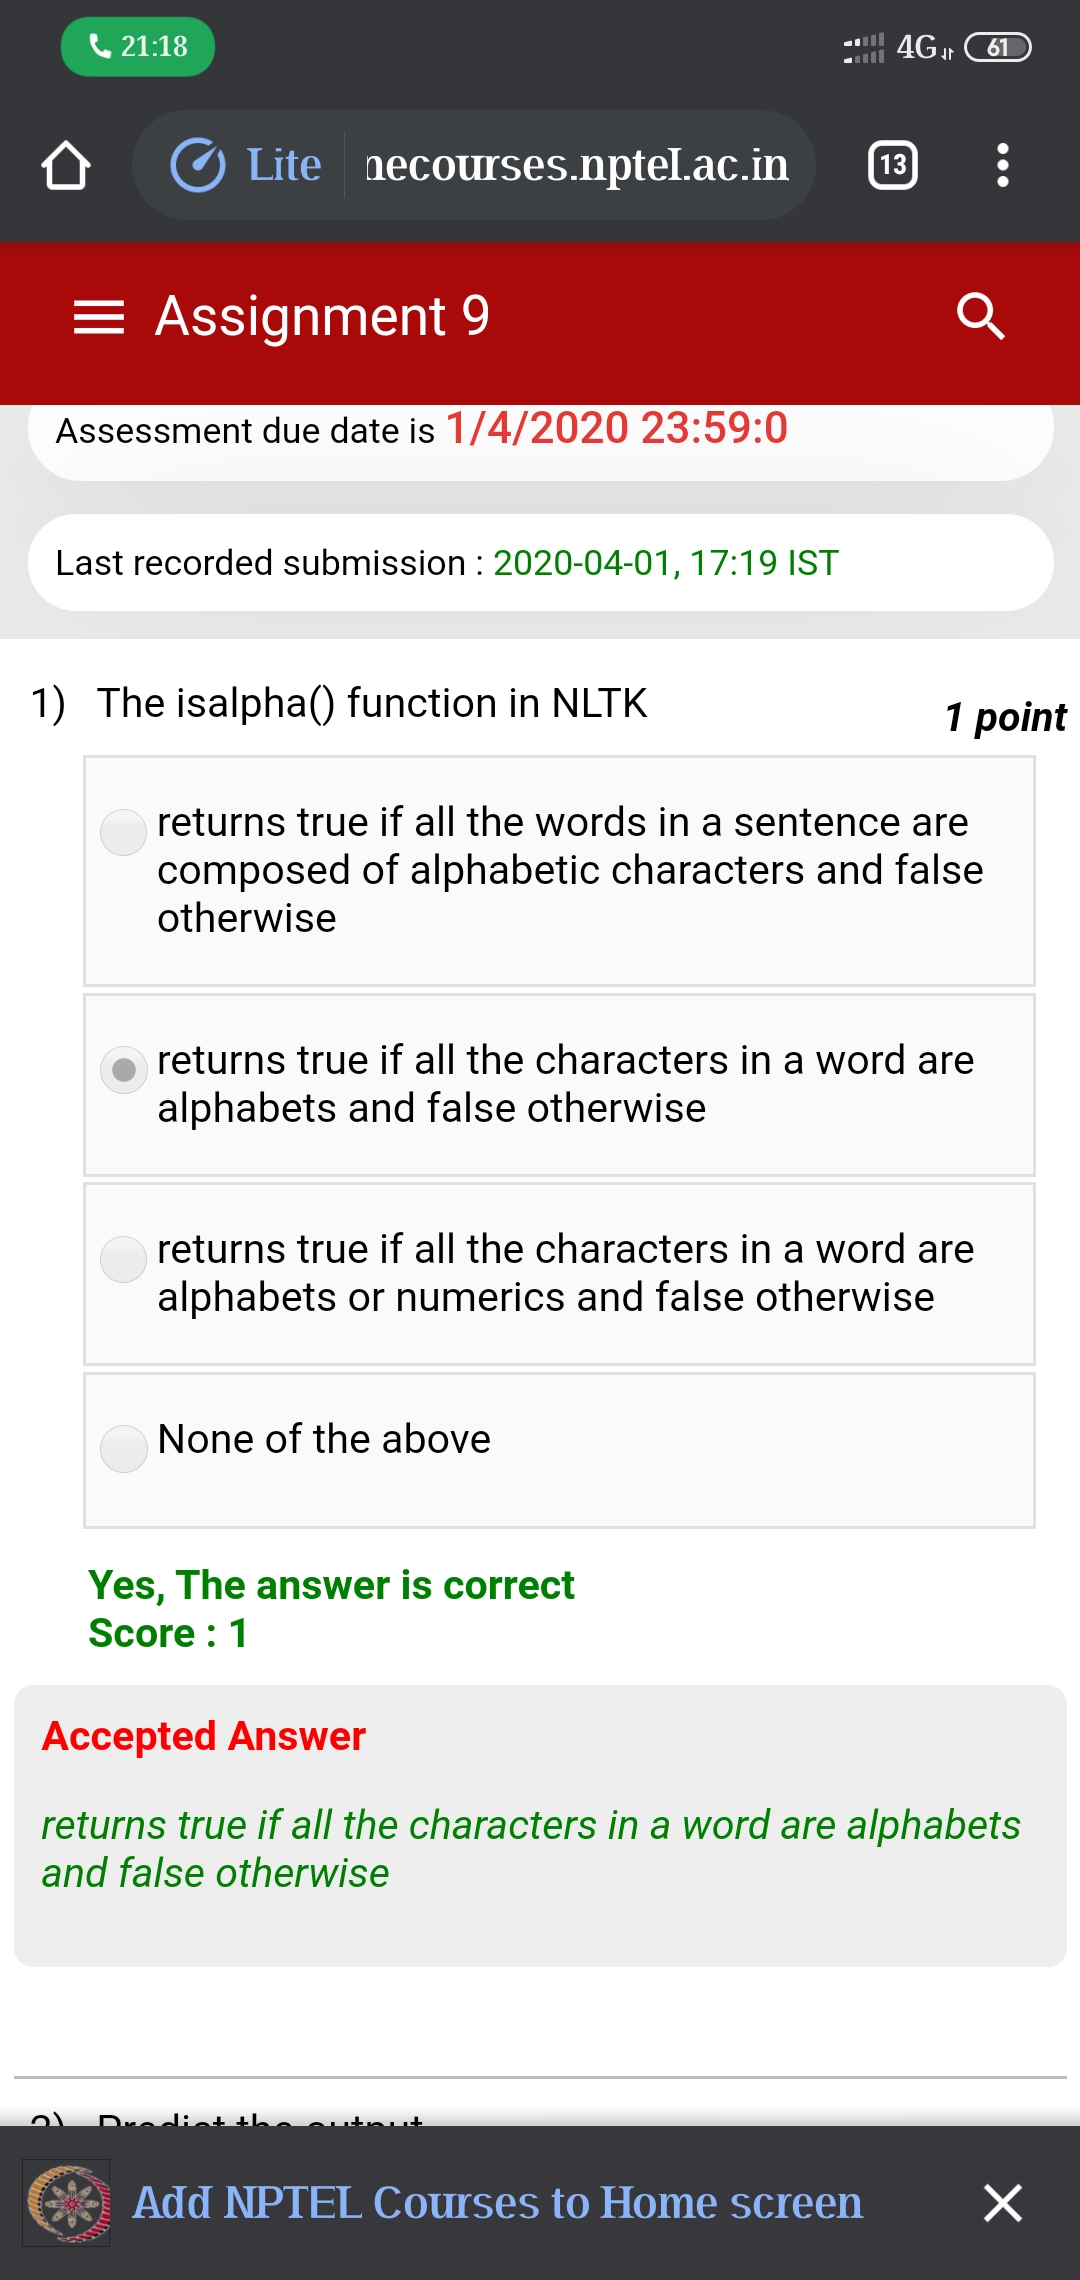 21:18
4G
61
Lite
necourses.nptel.ac.in
13
Assignment 9
Assessment due date is 1/4/2020 23:59:0
Last recorded submission : 2020-04-01, 17:19 IST
1) The isalpha() function in NLTK
1 point
returns true if all the words in a sentence are
composed of alphabetic characters and false
otherwise
returns true if all the characters in a word are
alphabets and false otherwise
returns true if all the characters in a word are
alphabets or numerics and false otherwise
None of the above
Yes, The answer is correct
Score : 1
Accepted Answer
returns true if all the characters in a word are alphabets
and false otherwise
2) Predict the output
Add NPTEL Courses to Home screen